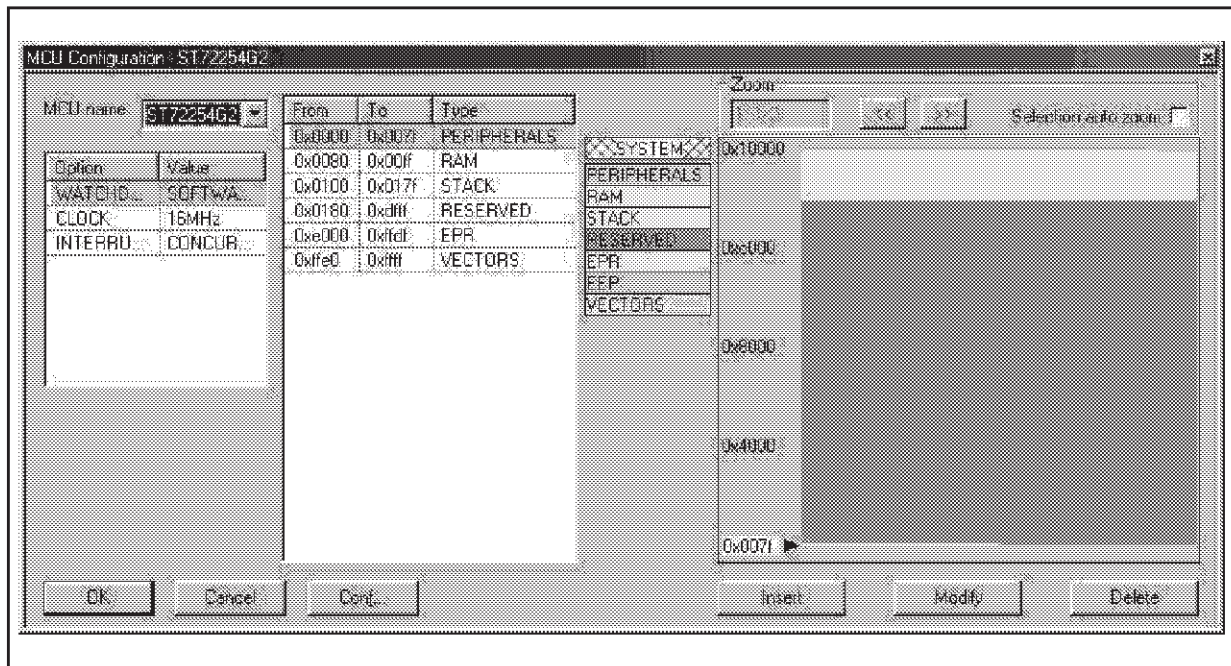 MCU Configuration - ST72254G2
MCU name:
ST72254G2
Option Value
WATCHD... SOFTWA...
CLOCK 16MHz
INTERRU... CONCUR...
From To Type
0x0000 0x007f PERIPHERALS
0x0080 0x00ff RAM
0x0100 0x017f STACK
0x0180 0xdfff RESERVED
0xe000 0xffdf EPR
0xffe0 0xffff VECTORS
SYSTEM
PERIPHERALS
RAM
STACK
RESERVED
EPR
EEP
VECTORS
Zoom
<< >> Selection auto zoom
0x10000
0xc000
0x8000
0x4000
0x007f
OK Cancel Conf... Insert Modify Delete